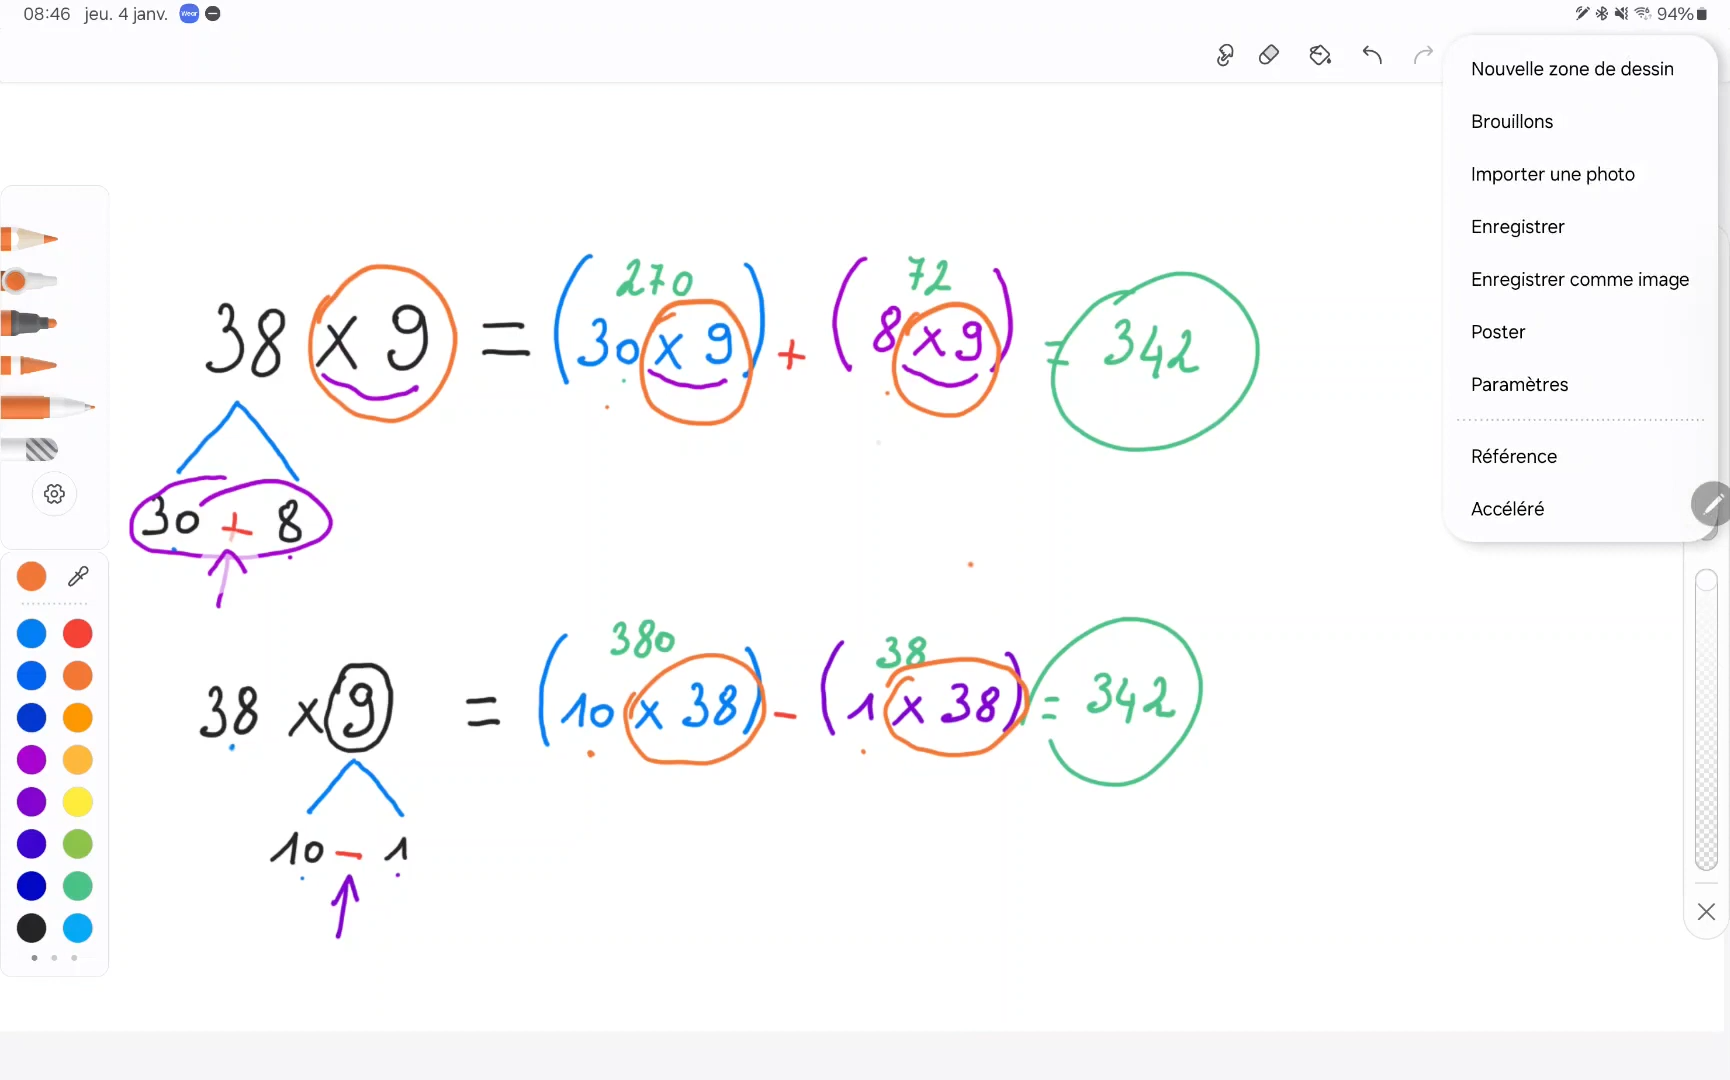 08:46 jeu. 4 janv. Wear 94%
Nouvelle zone de dessin
Brouillons
Importer une photo
Enregistrer
Enregistrer comme image
Poster
Paramètres
Référence
Accéléré
270 72
38 × 9 = (30 × 9) + (8 × 9) = 342
30 + 8
380 38
38 × 9 = (10 × 38) - (1 × 38) = 342
10 - 1